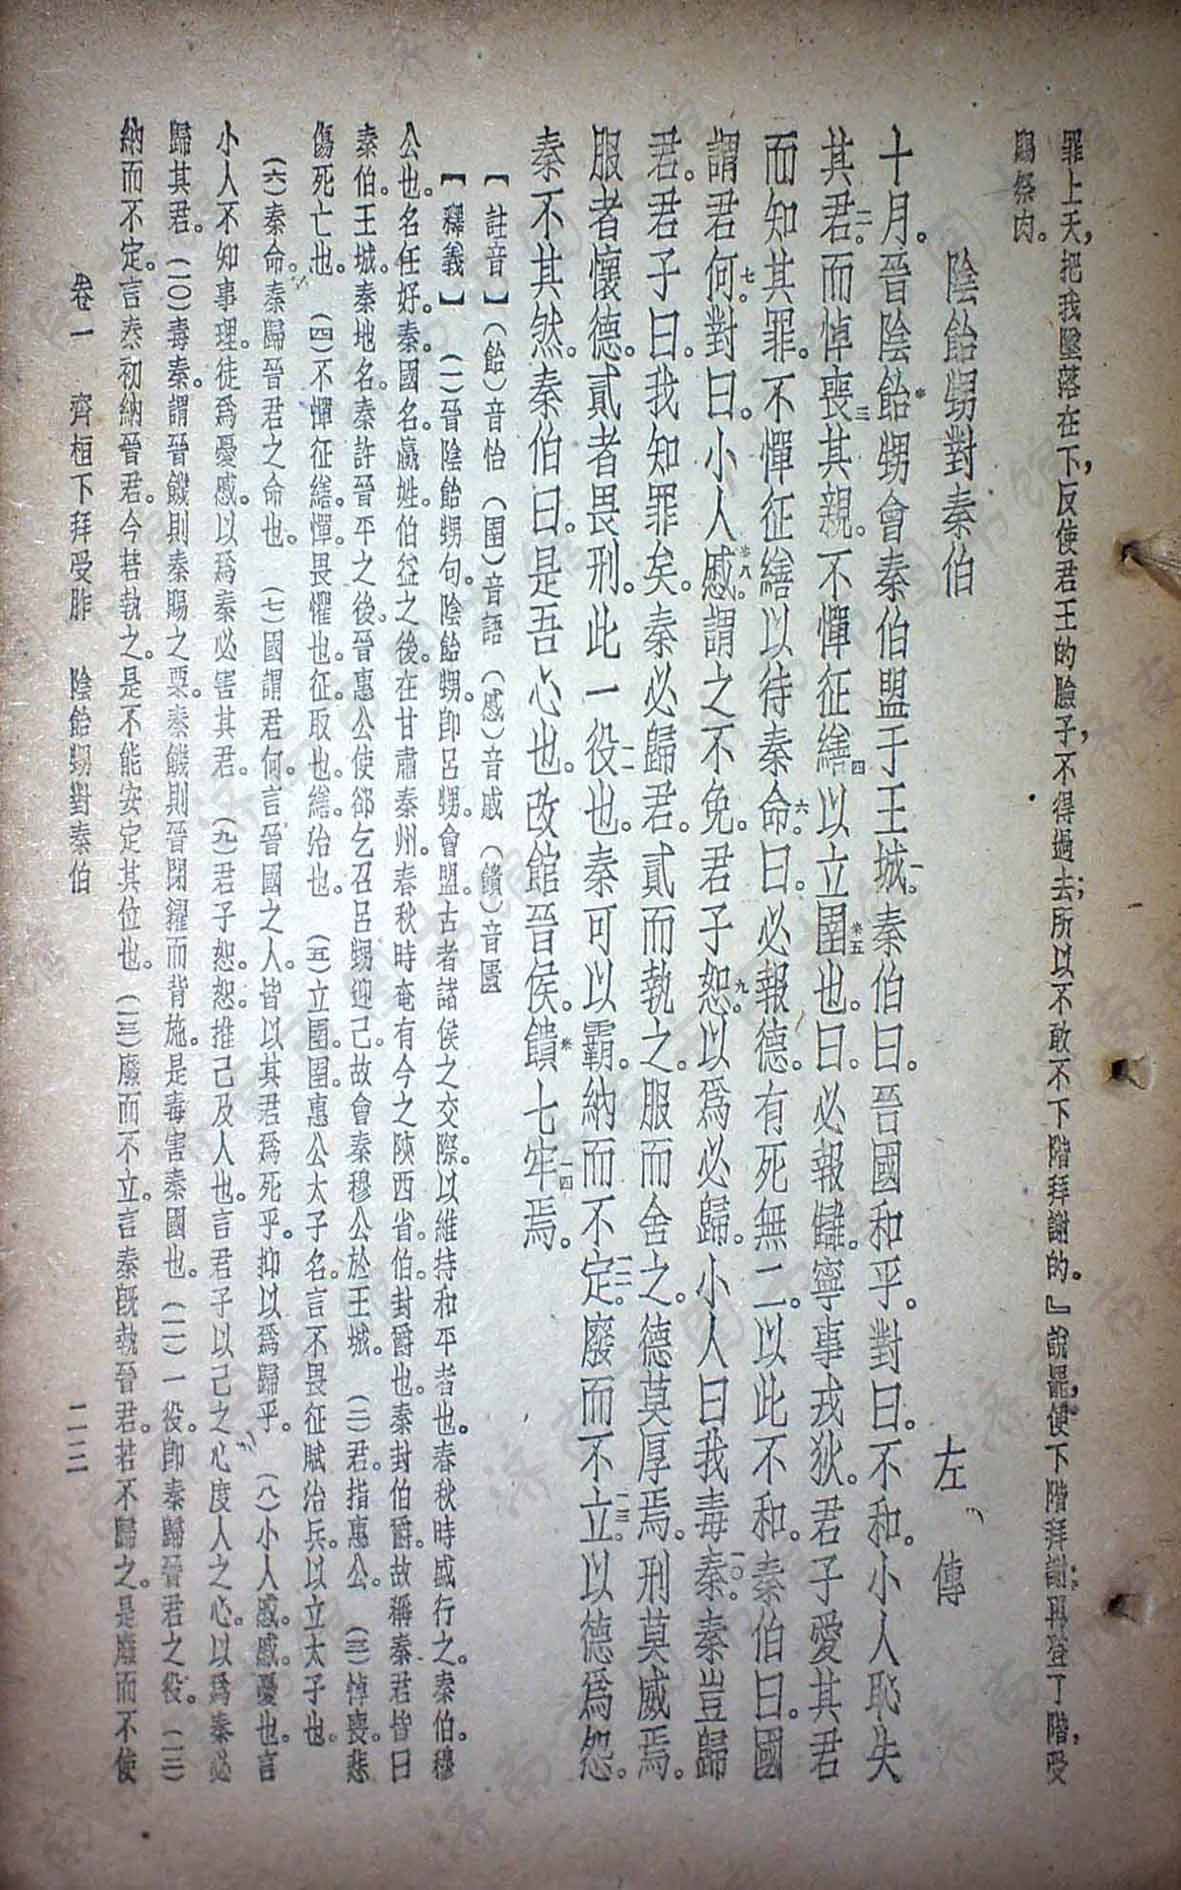 罪上天，把我墜落在下，反使君王的臉子，不得過去；所以不敢不下階拜謝的。』說罷，便下階拜謝，再登了階，受
賜祭肉。
陰飴甥對秦伯
左傳
十月。晉陰飴甥會秦伯盟于王城。一秦伯曰。晉國和乎。對曰。不和。小人恥失
其君。二而悼喪三其親。不憚征繕四以立圉五也。曰。必報讎。寧事戎狄。君子愛其君
而知其罪。不憚征繕以待秦命。六曰。必報德。有死無二。以此不和。秦伯曰。國
謂君何。七對曰。小人慼。八謂之不免。君子恕。九以爲必歸。小人曰我毒秦。一〇秦豈歸
君。君子曰。我知罪矣。秦必歸君。貳而執之。服而舍之。德莫厚焉。刑莫威焉。
服者懷德。貳者畏刑。此一役一一也。秦可以霸。納而不定。一二廢而不立。一三以德爲怨。
秦不其然。秦伯曰。是吾心也。改館晉侯。饋七牢一四焉。
【註音】（飴）音怡（圉）音語（慼）音戚（饋）音匱
【釋義】（一）晉陰飴甥句。陰飴甥。卽呂甥。會盟。古者諸侯之交際。以維持和平者也。春秋時或行之。秦伯。穆
公也。名任好。秦。國名。嬴姓。伯益之後。在甘肅秦州。春秋時奄有今之陝西省。伯。封爵也。秦封伯爵。故稱秦君皆曰
秦伯。王城。秦地名。秦許晉平之後。晉惠公使郤乞召呂甥迎己。故會秦穆公於王城。（二）君。指惠公。（三）悼喪。悲
傷死亡也。（四）不憚征繕。憚。畏懼也。征。取也。繕。治也。（五）立圉。圉。惠公太子名。言不畏征賦治兵。以立太子也。
（六）秦命。秦歸晉君之命也。（七）國謂君何。言晉國之人。皆以其君爲死乎。抑以爲歸乎。（八）小人慼。慼。憂也。言
小人不知事理。徒爲憂慼。以爲秦必害其君。（九）君子恕。恕。推己及人也。言君子以己之心。度人之心。以爲秦必
歸其君。（一〇）毒秦。謂晉饑則秦賜之粟。秦饑則晉閉糴而背施。是毒害秦國也。（一一）一役。卽秦歸晉君之役。（一二）
納而不定。言秦初納晉君。今若執之。是不能安定其位也。（一三）廢而不立。言秦旣執晉君。若不歸之。是廢而不使
卷一　齊桓下拜受胙　陰飴甥對秦伯
二三